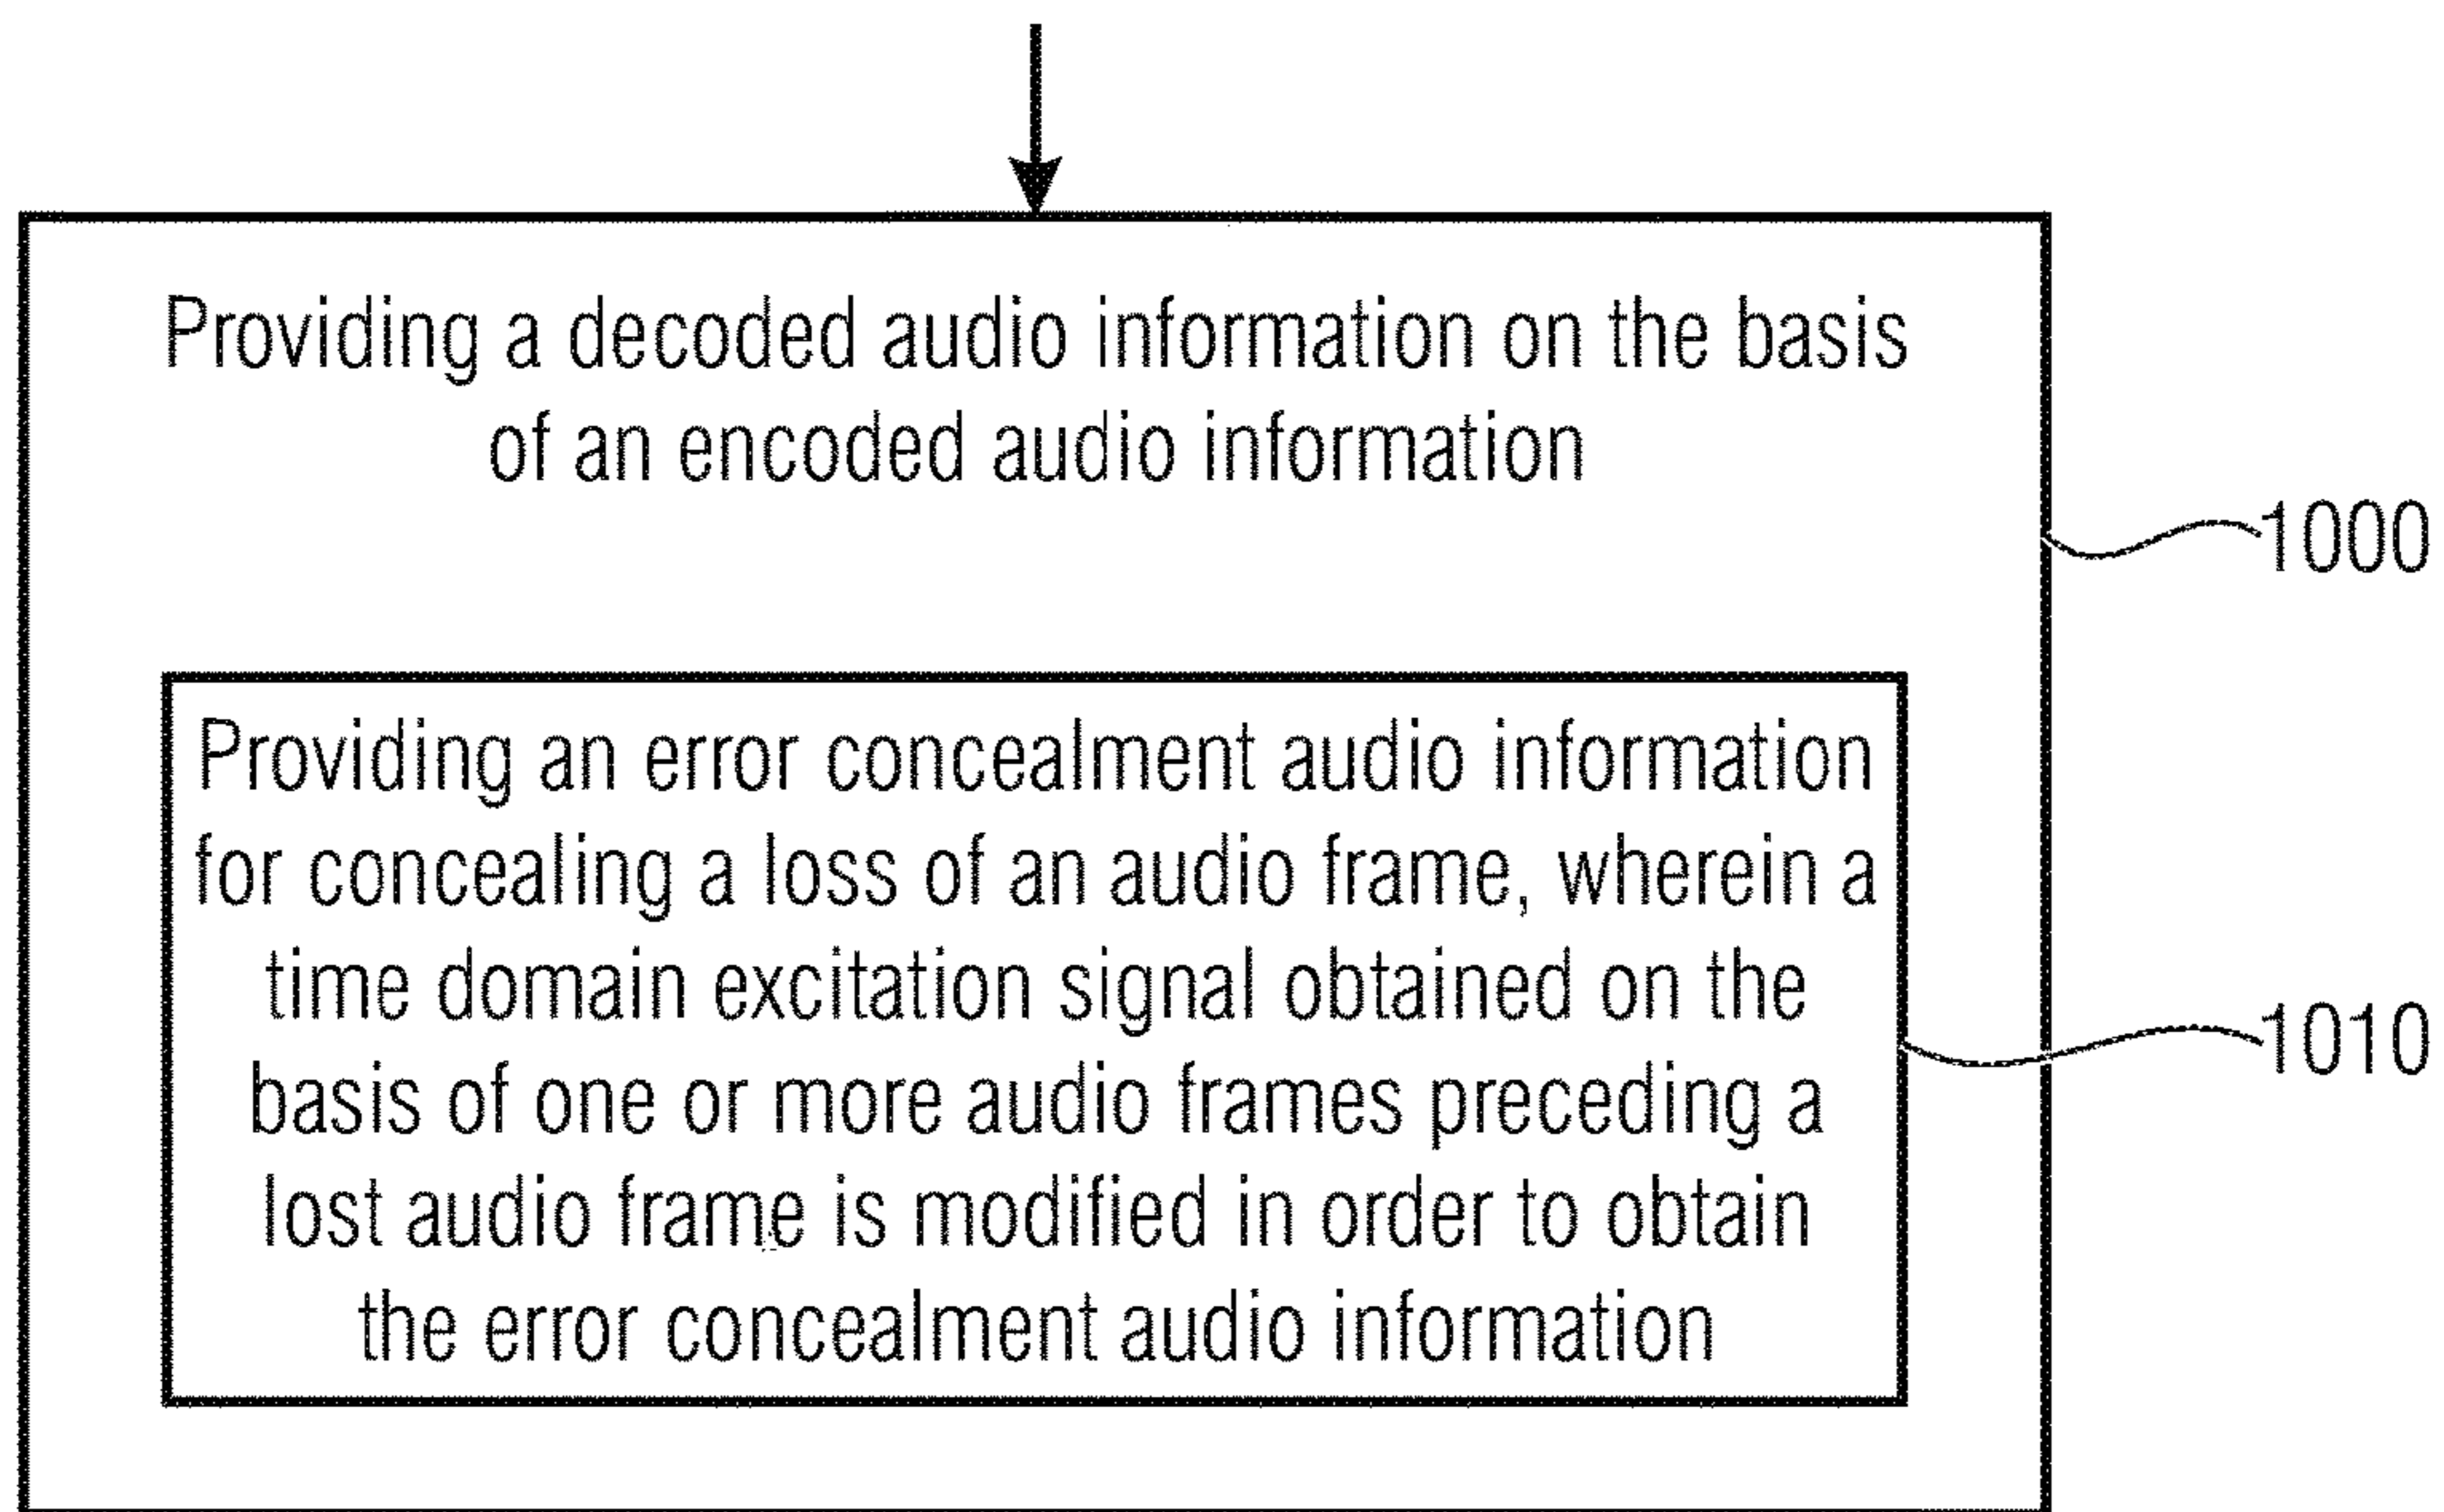 Providing a decoded audio information on the basis
of an encoded audio information
1000
Providing an error concealment audio information
for concealing a loss of an audio frame, wherein a
time domain excitation signal obtained on the
basis of one or more audio frames preceding a
lost audio frame is modified in order to obtain
the error concealment audio information
1010